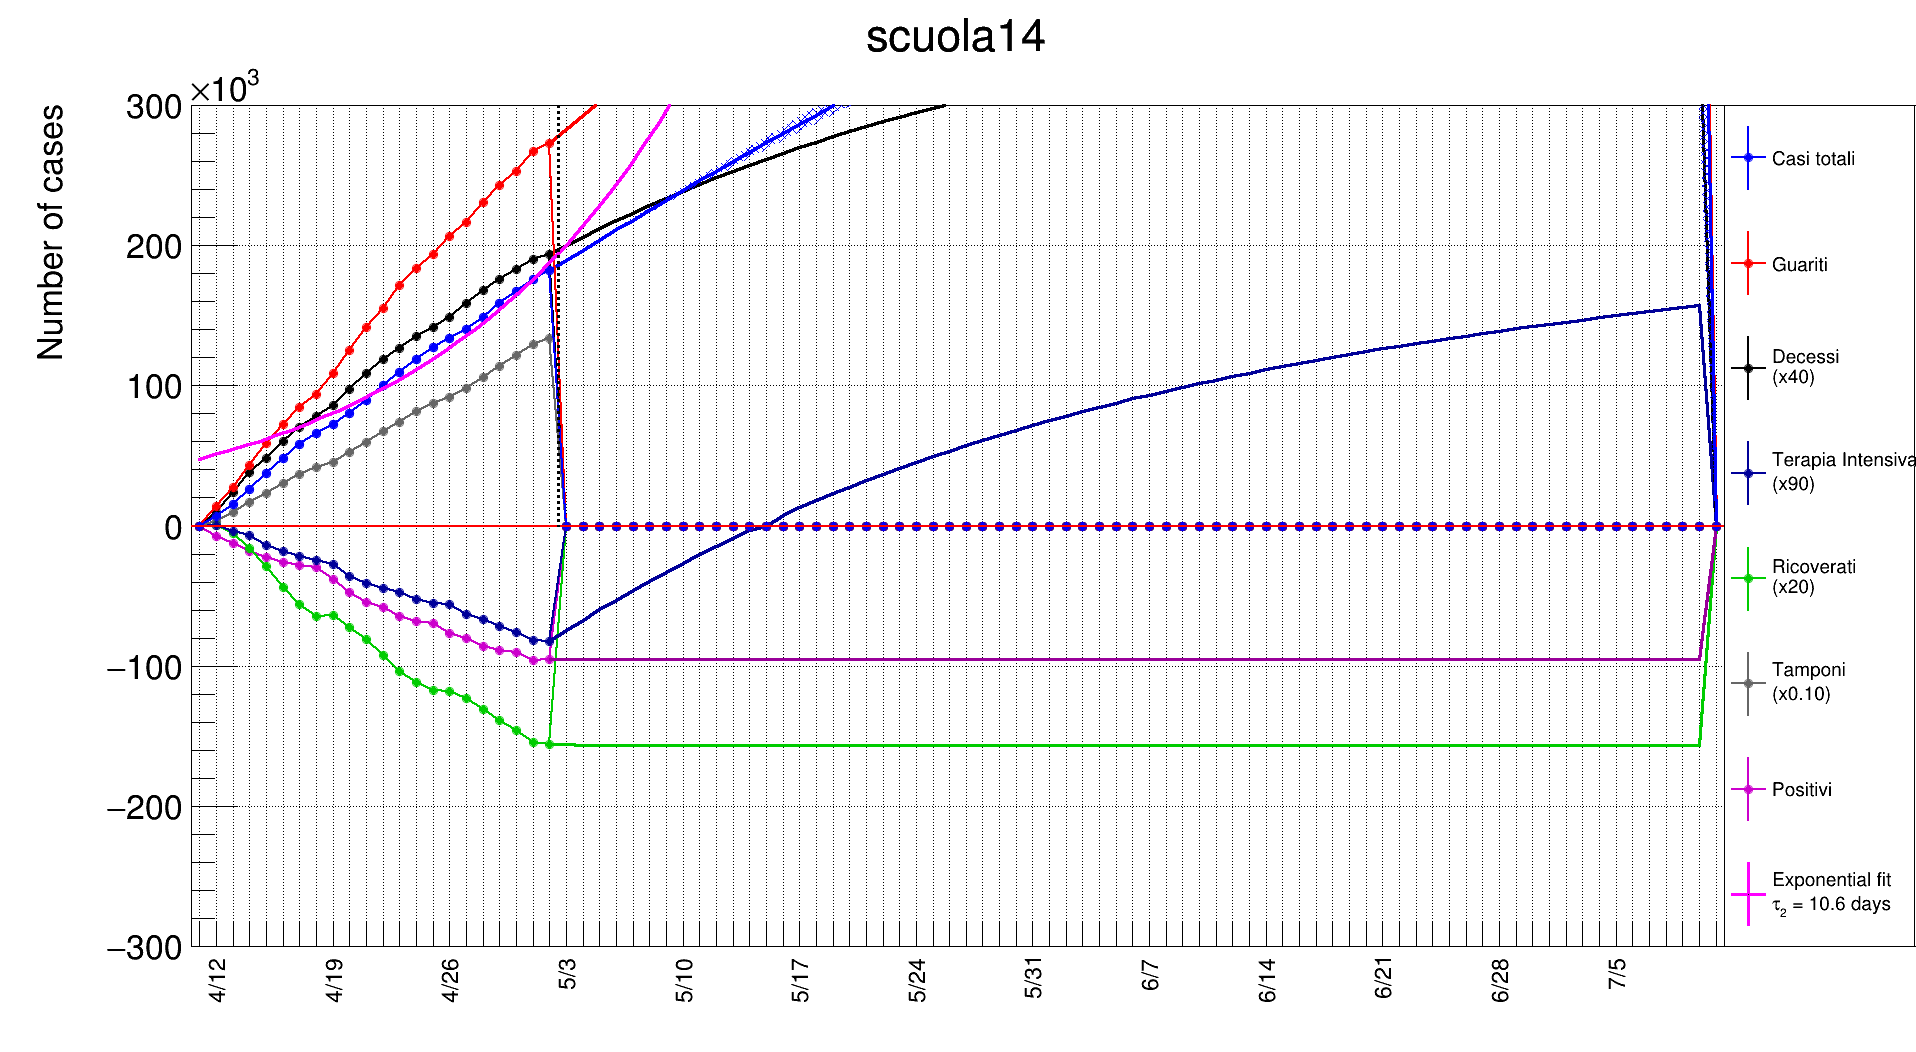 scuola14
×10³
Number of cases
300
200
100
0
−100
−200
−300
4/12
4/19
4/26
5/3
5/10
5/17
5/24
5/31
6/7
6/14
6/21
6/28
7/5
Casi totali
Guariti
Decessi
(x40)
Terapia Intensiva
(x90)
Ricoverati
(x20)
Tamponi
(x0.10)
Positivi
Exponential fit
τ₂ = 10.6 days